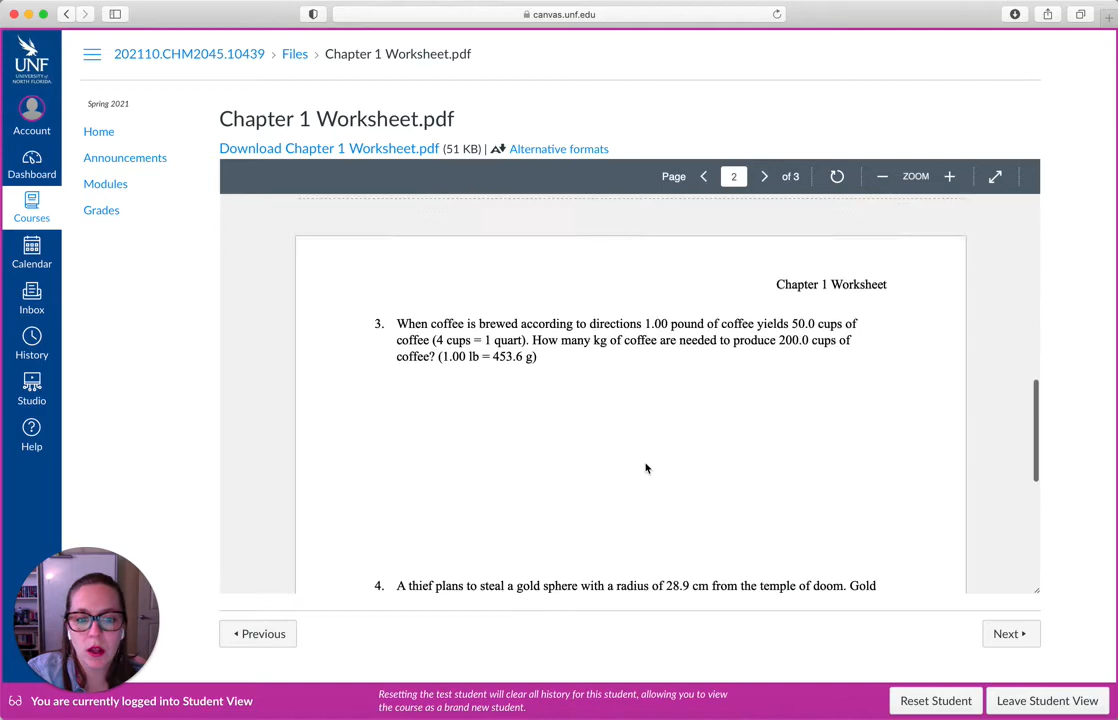 canvas.unf.edu
UNF
UNIVERSITY of
NORTH FLORIDA
202110.CHM2045.10439 › Files › Chapter 1 Worksheet.pdf
Account
Dashboard
Courses
Calendar
Inbox
History
Studio
Help
Spring 2021
Home
Announcements
Modules
Grades
Chapter 1 Worksheet.pdf
Download Chapter 1 Worksheet.pdf (51 KB) | Alternative formats
Page 2 of 3 ZOOM
Chapter 1 Worksheet
3. When coffee is brewed according to directions 1.00 pound of coffee yields 50.0 cups of
coffee (4 cups = 1 quart). How many kg of coffee are needed to produce 200.0 cups of
coffee? (1.00 lb = 453.6 g)
4. A thief plans to steal a gold sphere with a radius of 28.9 cm from the temple of doom. Gold
Previous
Next
You are currently logged into Student View
Resetting the test student will clear all history for this student, allowing you to view
the course as a brand new student.
Reset Student
Leave Student View